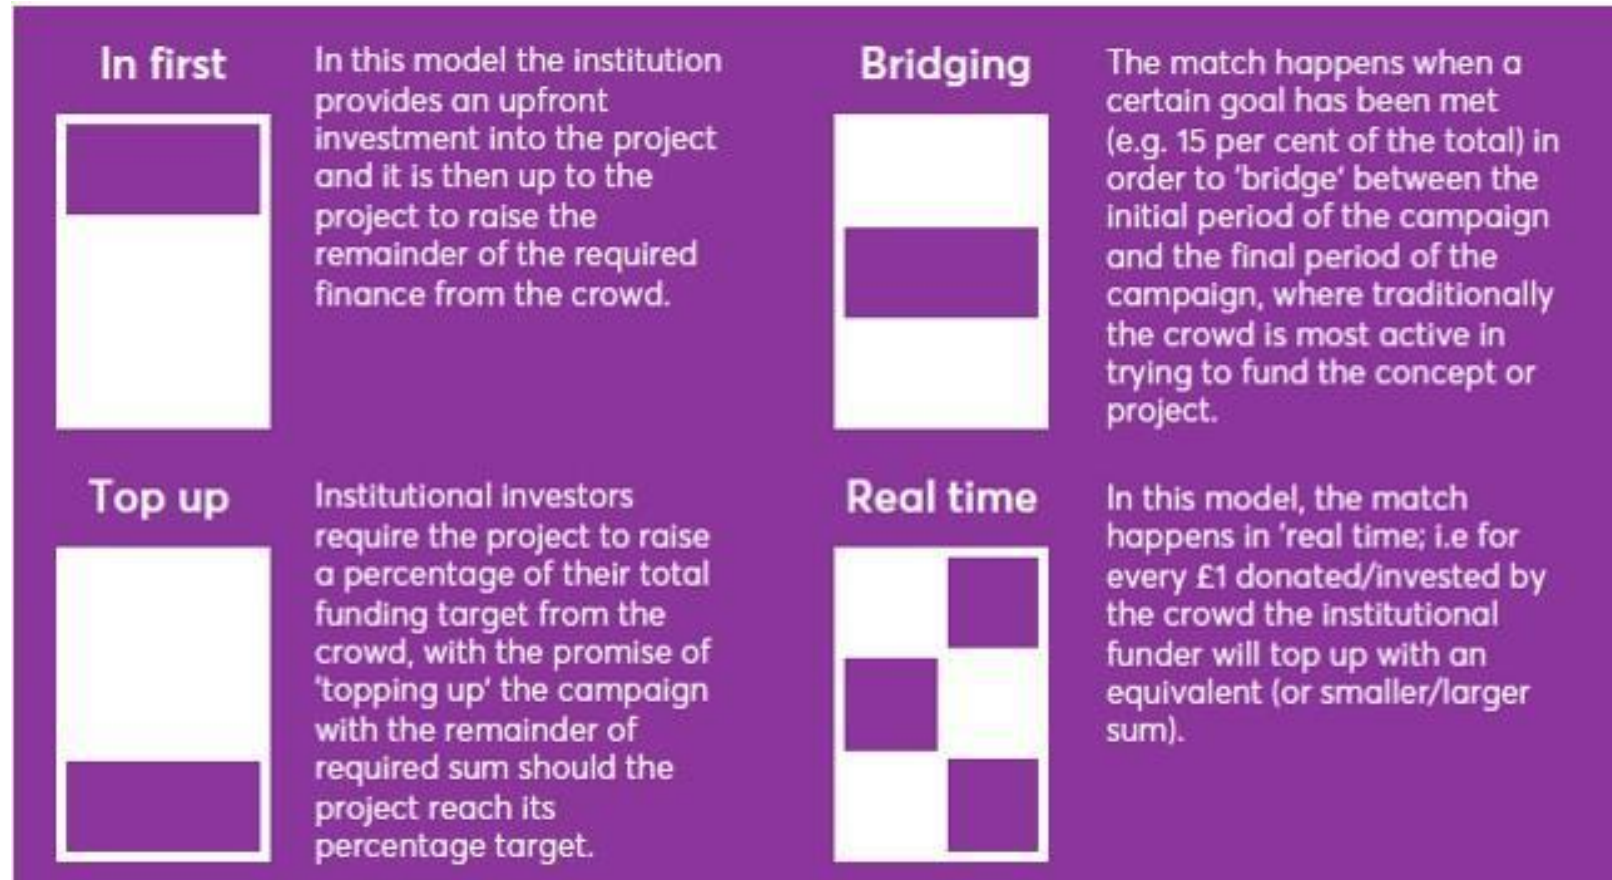 In first
In this model the institution
provides an upfront
investment into the project
and it is then up to the
project to raise the
remainder of the required
finance from the crowd.
Bridging
The match happens when a
certain goal has been met
(e.g. 15 per cent of the total) in
order to 'bridge' between the
initial period of the campaign
and the final period of the
campaign, where traditionally
the crowd is most active in
trying to fund the concept or
project.
Top up
Institutional investors
require the project to raise
a percentage of their total
funding target from the
crowd, with the promise of
'topping up' the campaign
with the remainder of
required sum should the
project reach its
percentage target.
Real time
In this model, the match
happens in 'real time; i.e for
every £1 donated/invested by
the crowd the institutional
funder will top up with an
equivalent (or smaller/larger
sum).